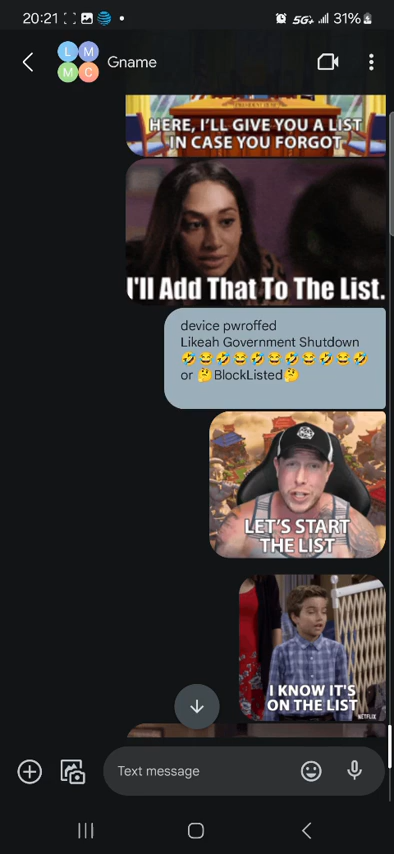 20:21
5G+ 31%
L M
Gname
M C
HERE, I'LL GIVE YOU A LIST
IN CASE YOU FORGOT
I'll Add That To The List.
device pwroffed
Likeah Government Shutdown
🤣😂🤣😂🤣😂🤣😂🤣😂🤣
or 🤔BlockListed🤔
LET'S START
THE LIST
I KNOW IT'S
ON THE LIST
NETFLIX
Text message